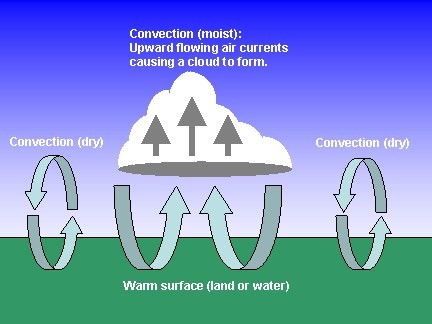 Convection (moist):
Upward flowing air currents
causing a cloud to form.
Convection (dry)
Convection (dry)
Warm surface (land or water)